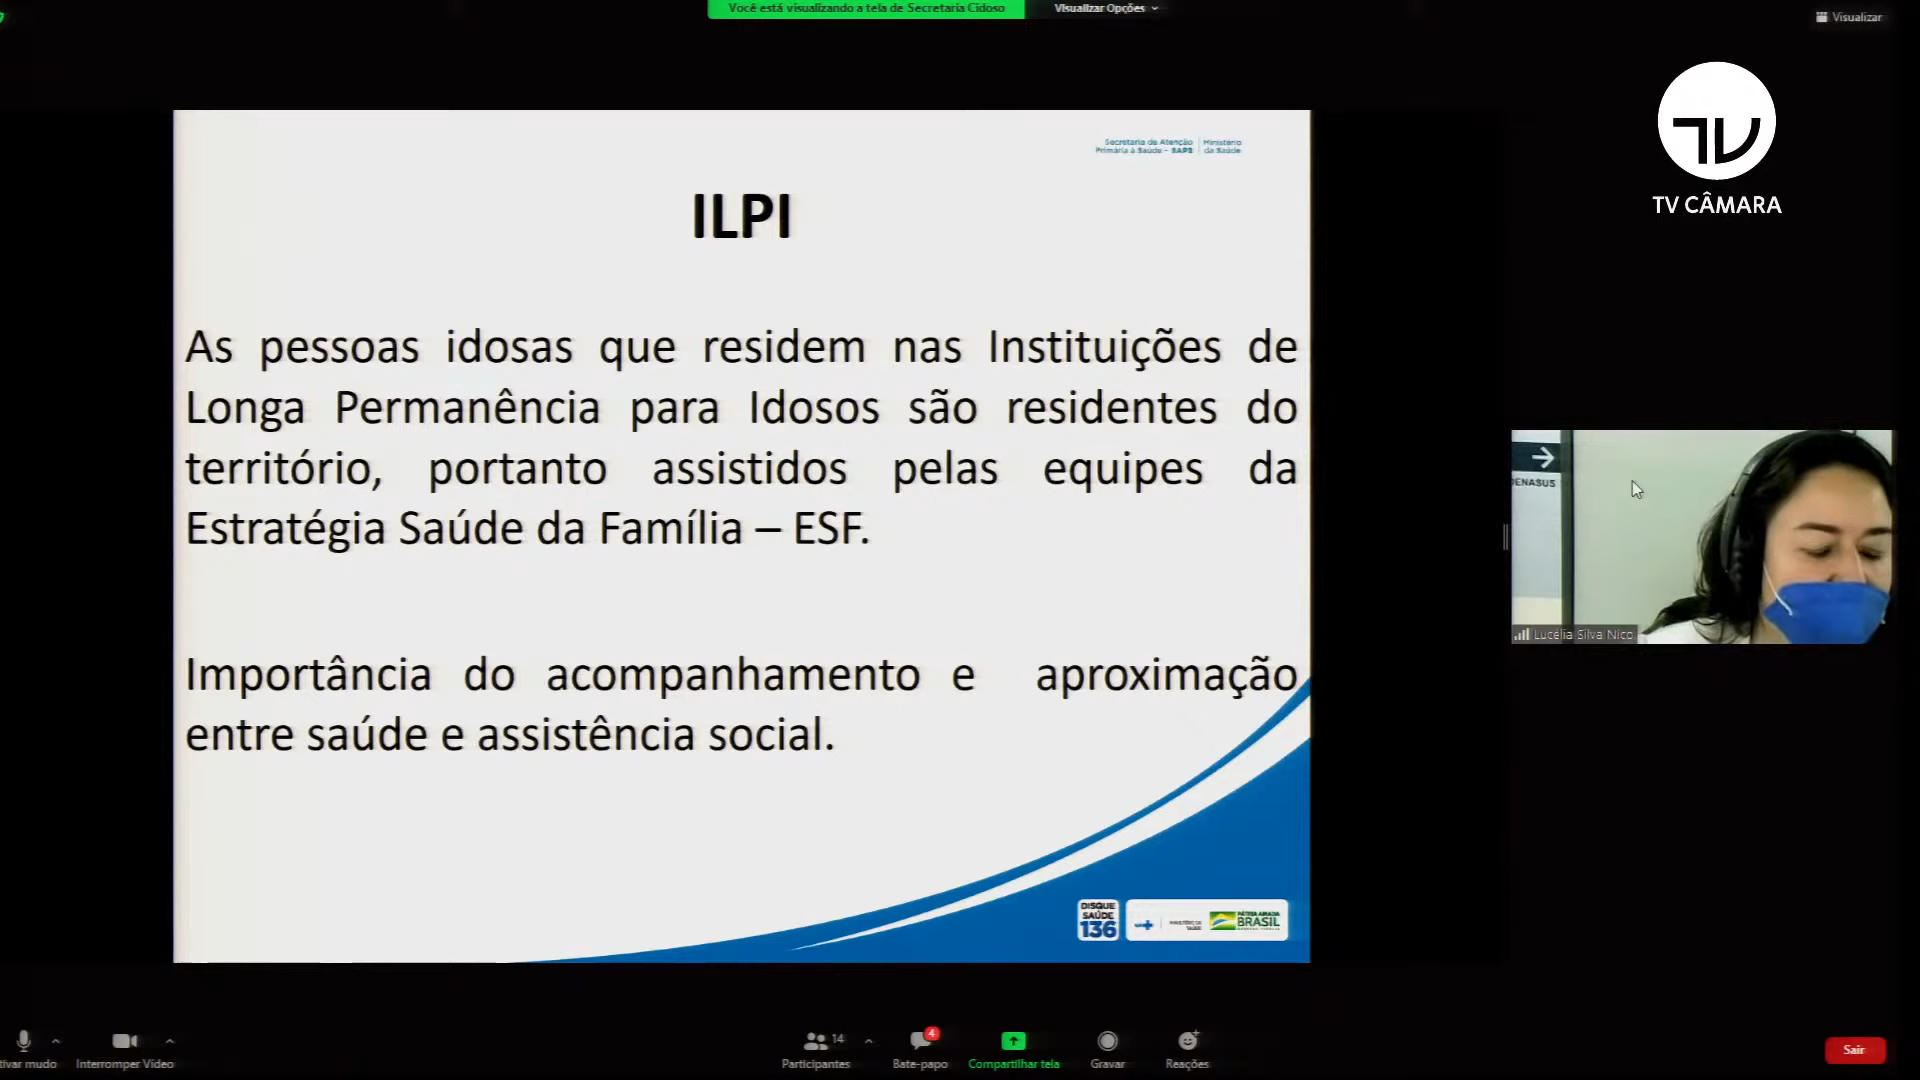 Você está visualizando a tela de Secretaria Cidoso
Visualizar Opções
Visualizar
TV CÂMARA
Secretaria de Atenção
Primária à Saúde - SAPS
Ministério
da Saúde
ILPI
As pessoas idosas que residem nas Instituições de
Longa Permanência para Idosos são residentes do
território, portanto assistidos pelas equipes da
Estratégia Saúde da Família – ESF.
Importância do acompanhamento e aproximação
entre saúde e assistência social.
DENASUS
Lucélia Silva Nico
DISQUE
SAÚDE
136
MINISTÉRIO DA
SAÚDE
PÁTRIA AMADA
BRASIL
tivar mudo
Interromper Vídeo
14
Participantes
4
Bate-papo
Compartilhar tela
Gravar
Reações
Sair